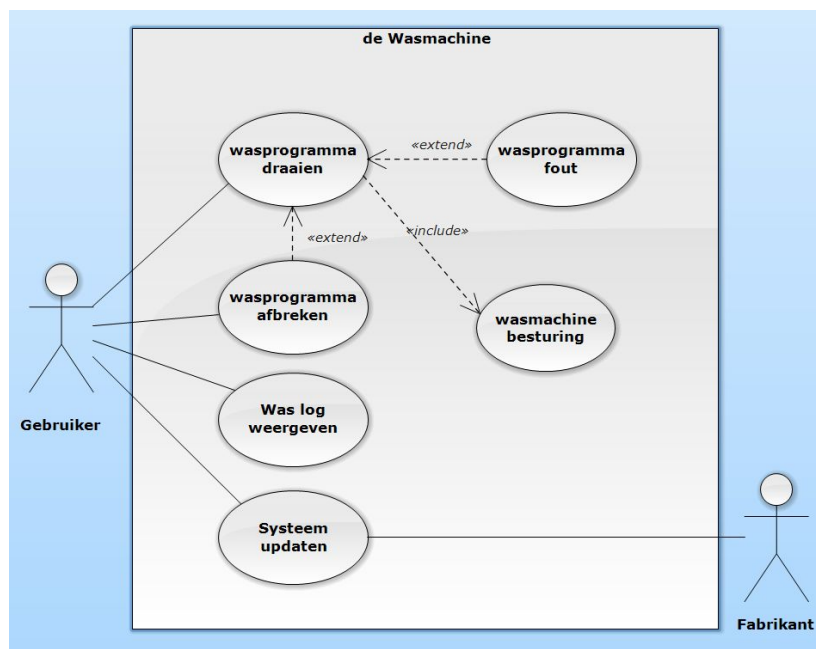 de Wasmachine
wasprogramma
draaien
«extend»
wasprogramma
fout
«extend»
«include»
wasprogramma
afbreken
wasmachine
besturing
Gebruiker
Was log
weergeven
Systeem
updaten
Fabrikant